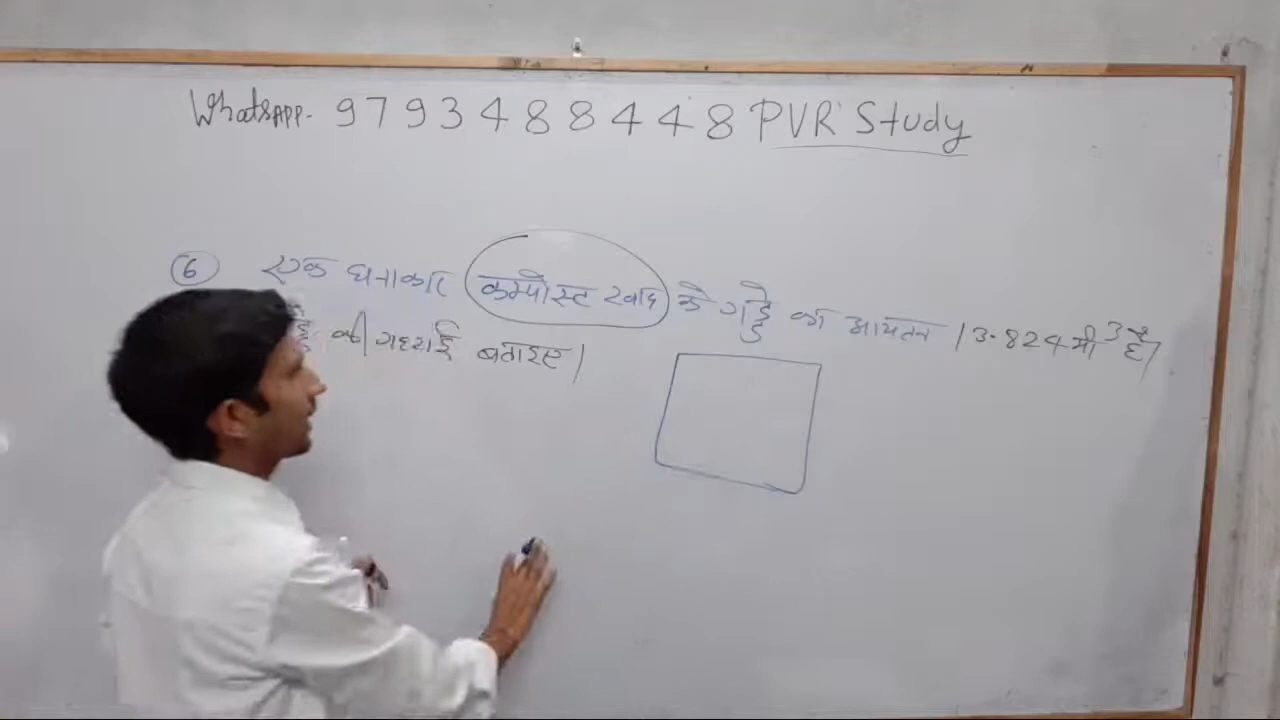 WhatsAPP. 9793488448 PVR Study
6 एक घनाकार कम्पोस्ट खाद के गड्ढे का आयतन 13.824 मी³ है।
की गहराई बताइए।